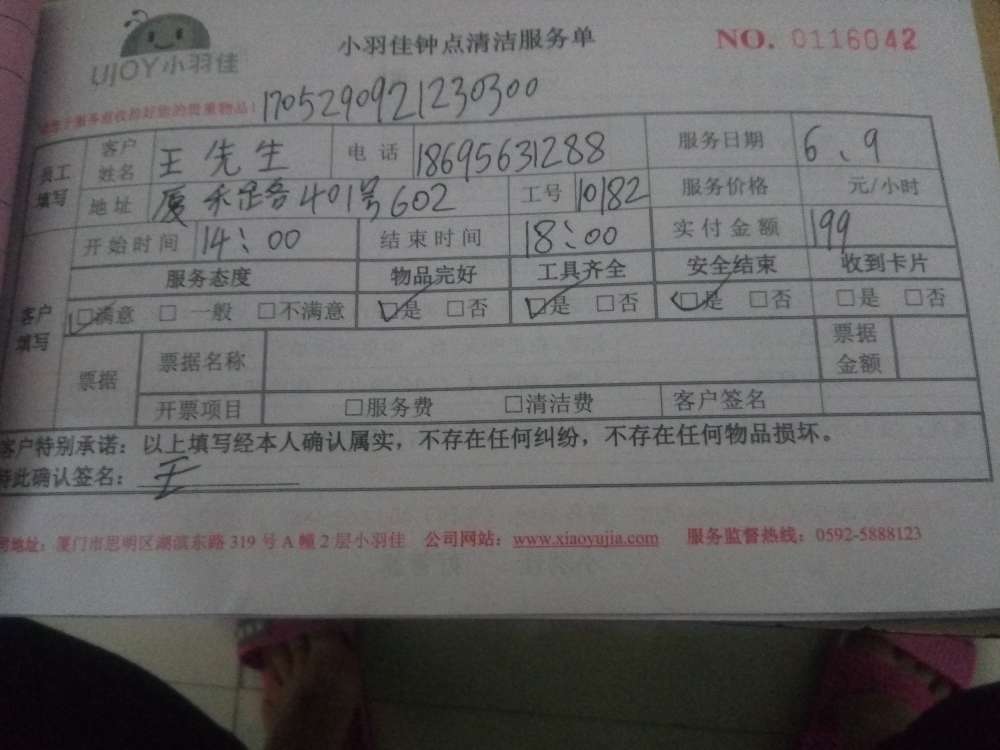 UJOY小羽佳
小羽佳钟点清洁服务单
NO. 0116042
1705290921230300
员工填写 客户姓名 王先生 电话 18695631288 服务日期 6、9
地址 厦禾路401号602 工号 10182 服务价格 元/小时
开始时间 14:00 结束时间 18:00 实付金额 199
服务态度 物品完好 工具齐全 安全结束 收到卡片
客户填写 □满意 □一般 □不满意 □是 □否 □是 □否 □是 □否 □是 □否
票据 票据名称 票据金额
开票项目 □服务费 □清洁费 客户签名
客户特别承诺：以上填写经本人确认属实，不存在任何纠纷，不存在任何物品损坏。
特此确认签名：王
司地址：厦门市思明区湖滨东路 319 号 A 幢 2 层小羽佳 公司网站：www.xiaoyujia.com 服务监督热线：0592-5888123